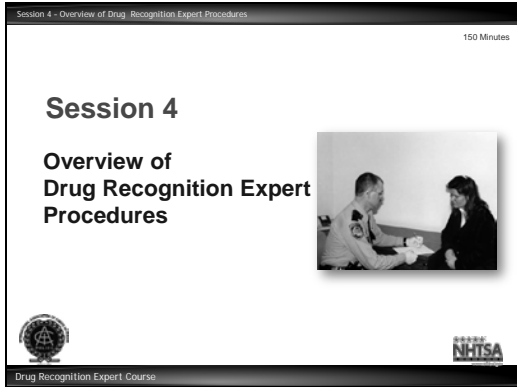 Session 4 - Overview of Drug Recognition Expert Procedures
150 Minutes
Session 4
Overview of
Drug Recognition Expert
Procedures
NHTSA
Drug Recognition Expert Course